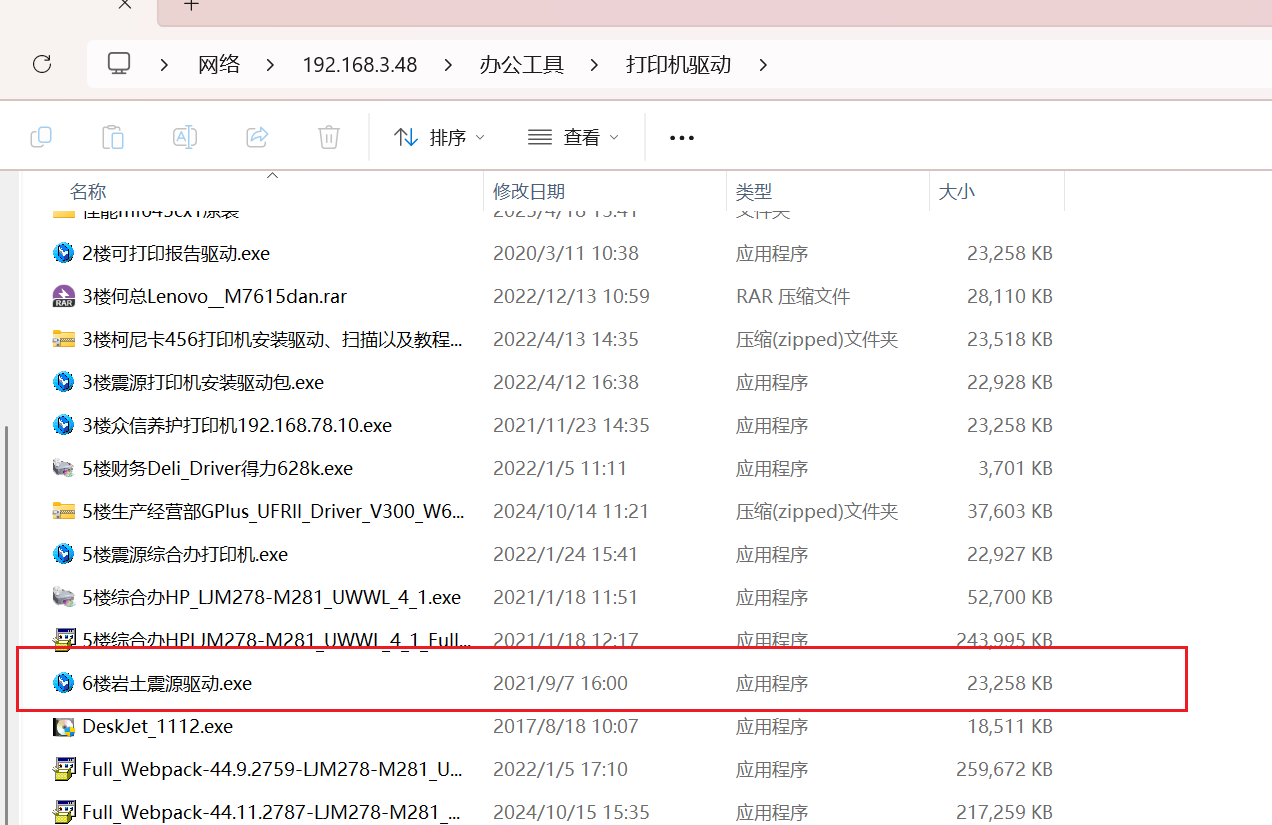 网络 192.168.3.48 办公工具 打印机驱动
排序 查看
名称 修改日期 类型 大小
佳能mf645cx1原装 2023/4/18 15:41 文件夹
2楼可打印报告驱动.exe 2020/3/11 10:38 应用程序 23,258 KB
3楼何总Lenovo__M7615dan.rar 2022/12/13 10:59 RAR 压缩文件 28,110 KB
3楼柯尼卡456打印机安装驱动、扫描以及教程... 2022/4/13 14:35 压缩(zipped)文件夹 23,518 KB
3楼震源打印机安装驱动包.exe 2022/4/12 16:38 应用程序 22,928 KB
3楼众信养护打印机192.168.78.10.exe 2021/11/23 14:35 应用程序 23,258 KB
5楼财务Deli_Driver得力628k.exe 2022/1/5 11:11 应用程序 3,701 KB
5楼生产经营部GPlus_UFRII_Driver_V300_W6... 2024/10/14 11:21 压缩(zipped)文件夹 37,603 KB
5楼震源综合办打印机.exe 2022/1/24 15:41 应用程序 22,927 KB
5楼综合办HP_LJM278-M281_UWWL_4_1.exe 2021/1/18 11:51 应用程序 52,700 KB
5楼综合办HPLJM278-M281_UWWL_4_1_Full... 2021/1/18 12:17 应用程序 243,995 KB
6楼岩土震源驱动.exe 2021/9/7 16:00 应用程序 23,258 KB
DeskJet_1112.exe 2017/8/18 10:07 应用程序 18,511 KB
Full_Webpack-44.9.2759-LJM278-M281_U... 2022/1/5 17:10 应用程序 259,672 KB
Full_Webpack-44.11.2787-LJM278-M281_... 2024/10/15 15:35 应用程序 217,259 KB